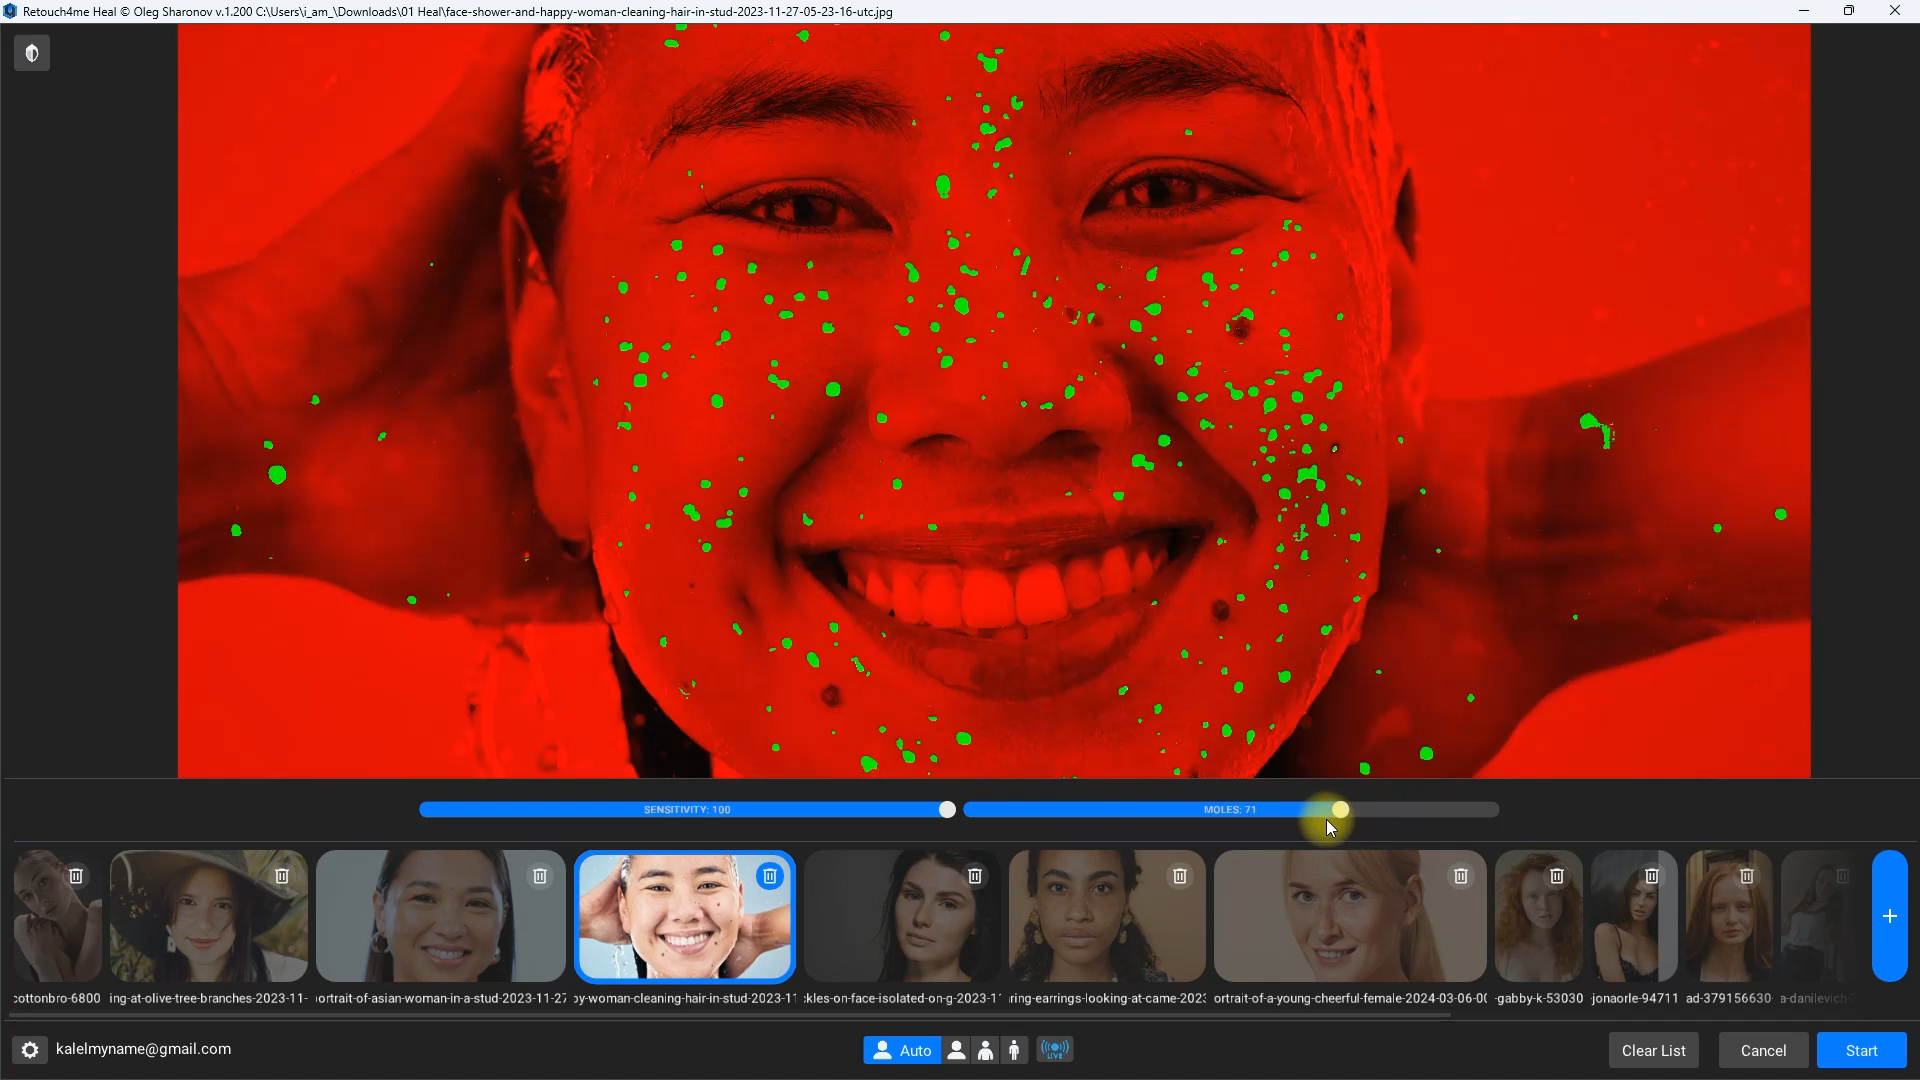 Retouch4me Heal © Oleg Sharonov v.1.200 C:\Users\i_am_\Downloads\01 Heal\face-shower-and-happy-woman-cleaning-hair-in-stud-2023-11-27-05-23-16-utc.jpg
SENSITIVITY: 100 MOLES: 71
ottonbro-6800 ing-at-olive-tree-branches-2023-11- ortrait-of-asian-woman-in-a-stud-2023-11-27 y-woman-cleaning-hair-in-stud-2023-11 kles-on-face-isolated-on-g-2023-1 ring-earrings-looking-at-came-202 ortrait-of-a-young-cheerful-female-2024-03-06-0 -gabby-k-53030 jonaorle-94711 ad-379156630- a-danilevich-
kalelmyname@gmail.com Auto LIVE Clear List Cancel Start